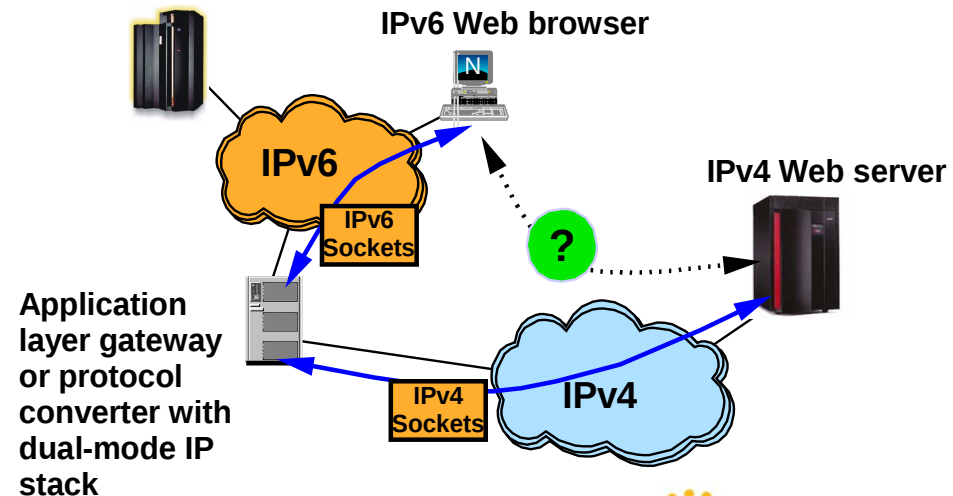 IPv6 Web browser
N
IPv6
IPv4 Web server
IPv6
Sockets
?
Application
layer gateway
or protocol
converter with
dual-mode IP
stack
IPv4
Sockets
IPv4